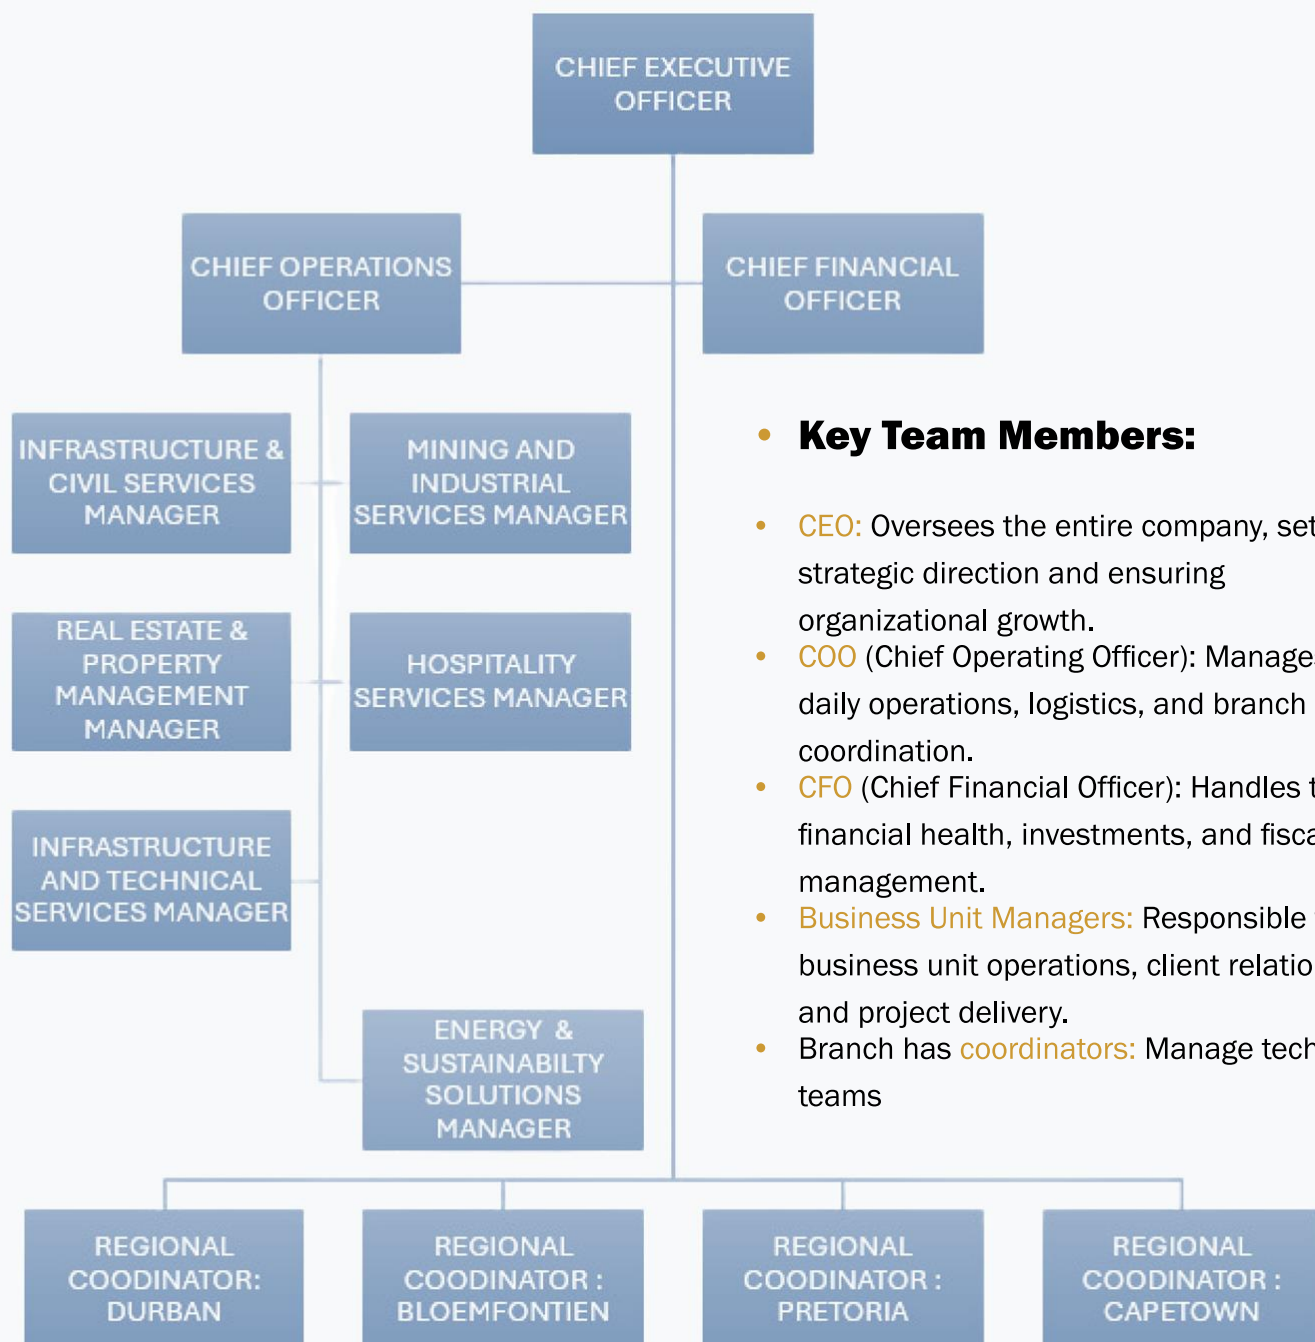 CHIEF EXECUTIVE
OFFICER
CHIEF OPERATIONS
OFFICER
CHIEF FINANCIAL
OFFICER
INFRASTRUCTURE &
CIVIL SERVICES
MANAGER
MINING AND
INDUSTRIAL
SERVICES MANAGER
REAL ESTATE &
PROPERTY
MANAGEMENT
MANAGER
HOSPITALITY
SERVICES MANAGER
INFRASTRUCTURE
AND TECHNICAL
SERVICES MANAGER
ENERGY &
SUSTAINABILTY
SOLUTIONS
MANAGER
• Key Team Members:
• CEO: Oversees the entire company,
strategic direction and ensuring
organizational growth.
• COO (Chief Operating Officer):
daily operations, logistics, and branch
coordination.
• CFO (Chief Financial Officer): Handles
financial health, investments, and
management.
• Business Unit Managers: Responsible
business unit operations, client
and project delivery.
• Branch has coordinators: Manage
teams
REGIONAL
COODINATOR:
DURBAN
REGIONAL
COODINATOR :
BLOEMFONTIEN
REGIONAL
COODINATOR :
PRETORIA
REGIONAL
COODINATOR :
CAPETOWN